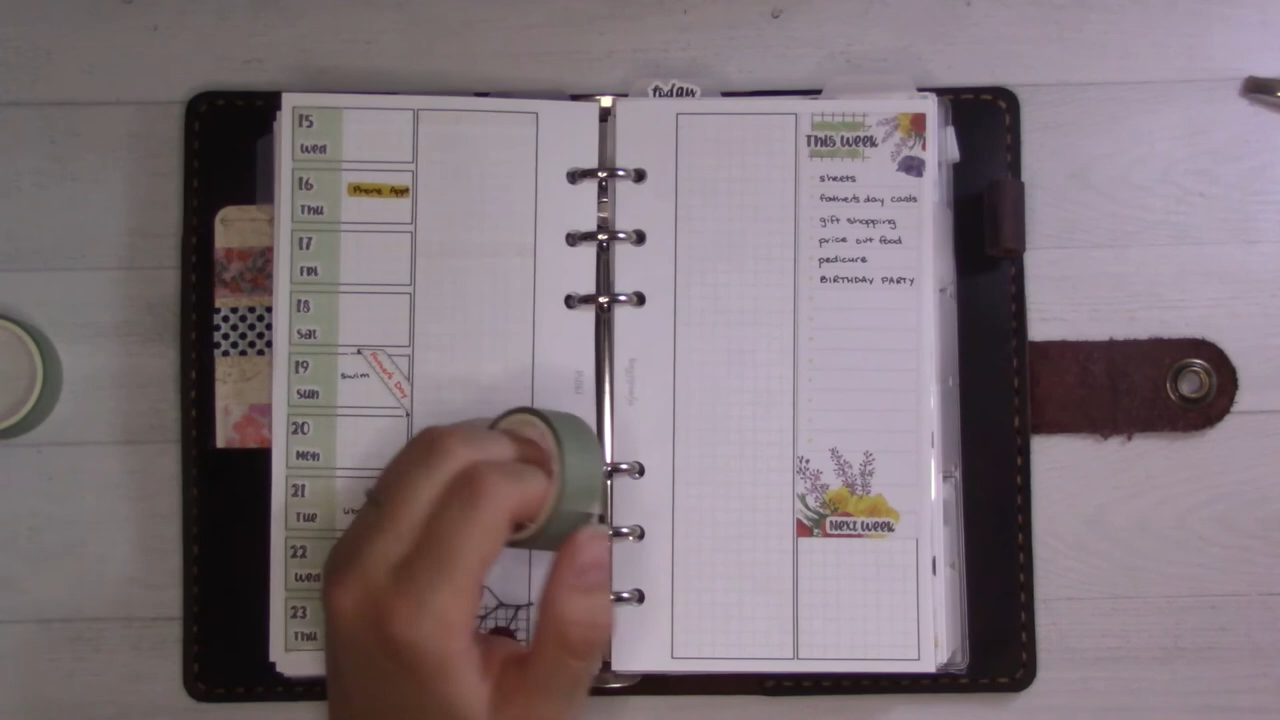 today
15
Wed
16
Phone Appt
Thu
17
Fri
18
Sat
19
swim
Father's Day
Sun
20
Mon
21
Tue
22
Wed
23
Thu
This Week
sheets
father's day cards
gift shopping
price out food
pedicure
BIRTHDAY PARTY
Next Week